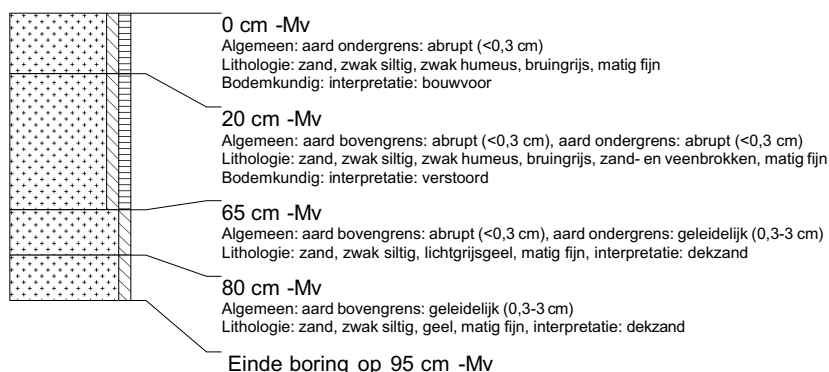 0 cm -Mv
Algemeen: aard ondergrens: abrupt (<0,3 cm)
Lithologie: zand, zwak siltig, zwak humeus, bruingrijs, matig fijn
Bodemkundig: interpretatie: bouwvoor
20 cm -Mv
Algemeen: aard bovengrens: abrupt (<0,3 cm), aard ondergrens: abrupt (<0,3 cm)
Lithologie: zand, zwak siltig, zwak humeus, bruingrijs, zand- en veenbrokken, matig fijn
Bodemkundig: interpretatie: verstoord
65 cm -Mv
Algemeen: aard bovengrens: abrupt (<0,3 cm), aard ondergrens: geleidelijk (0,3-3 cm)
Lithologie: zand, zwak siltig, lichtgrijsgeel, matig fijn, interpretatie: dekzand
80 cm -Mv
Algemeen: aard bovengrens: geleidelijk (0,3-3 cm)
Lithologie: zand, zwak siltig, geel, matig fijn, interpretatie: dekzand
Einde boring op 95 cm -Mv